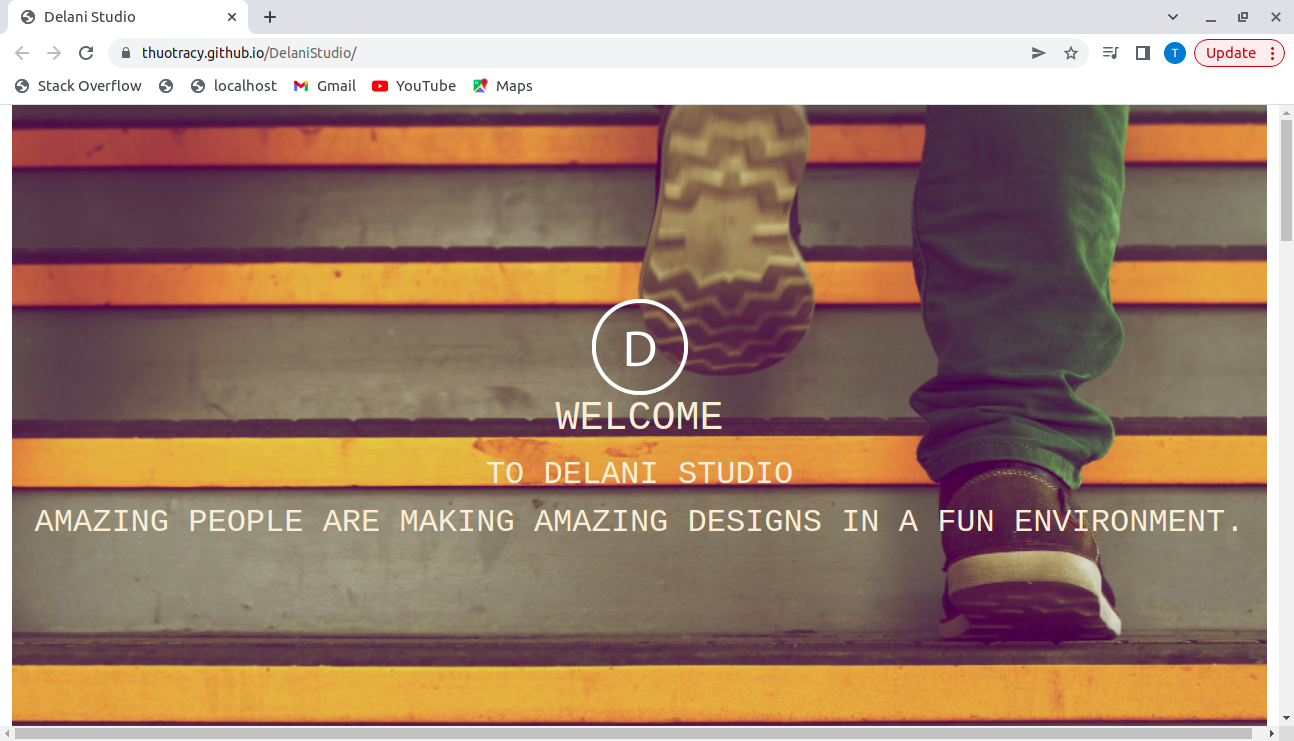 Delani Studio
thuotracy.github.io/DelaniStudio/
T
Update
Stack Overflow
localhost
Gmail
YouTube
Maps
D
WELCOME
TO DELANI STUDIO
AMAZING PEOPLE ARE MAKING AMAZING DESIGNS IN A FUN ENVIRONMENT.